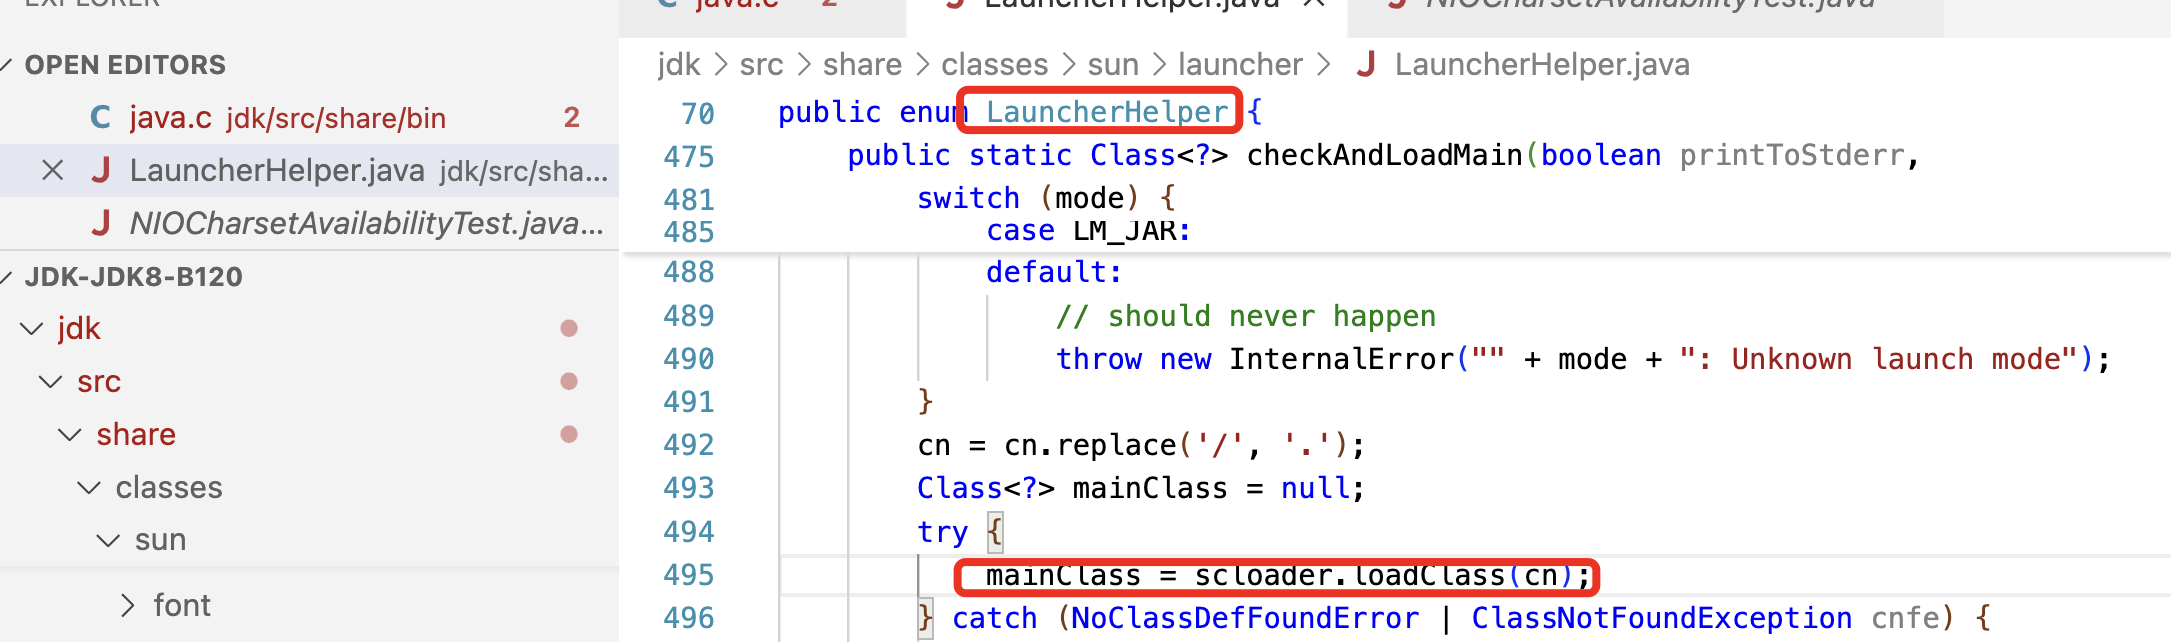 EXPLORER
OPEN EDITORS
C java.c jdk/src/share/bin 2
J LauncherHelper.java jdk/src/sha...
J NIOCharsetAvailabilityTest.java...
JDK-JDK8-B120
jdk
src
share
classes
sun
font
C java.c 2 J LauncherHelper.java J NIOCharsetAvailabilityTest.java
jdk > src > share > classes > sun > launcher > J LauncherHelper.java
70 public enum LauncherHelper {
475 public static Class<?> checkAndLoadMain(boolean printToStderr,
481 switch (mode) {
485 case LM_JAR:
488 default:
489 // should never happen
490 throw new InternalError("" + mode + ": Unknown launch mode");
491 }
492 cn = cn.replace('/', '.');
493 Class<?> mainClass = null;
494 try {
495 mainClass = scloader.loadClass(cn);
496 } catch (NoClassDefFoundError | ClassNotFoundException cnfe) {